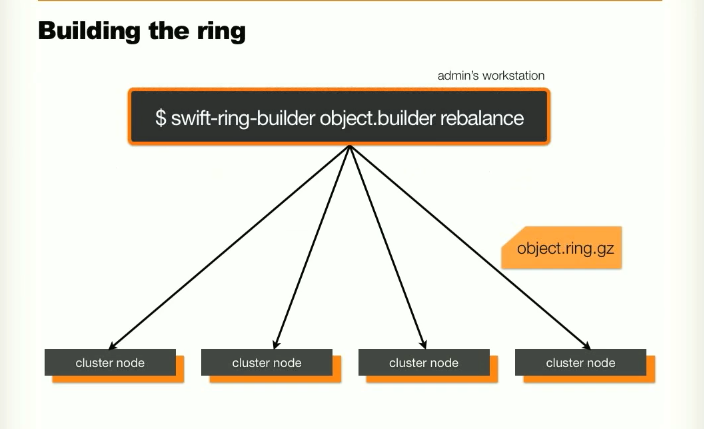 Building the ring
admin's workstation
$ swift-ring-builder object.builder rebalance
object.ring.gz
cluster node
cluster node
cluster node
cluster node